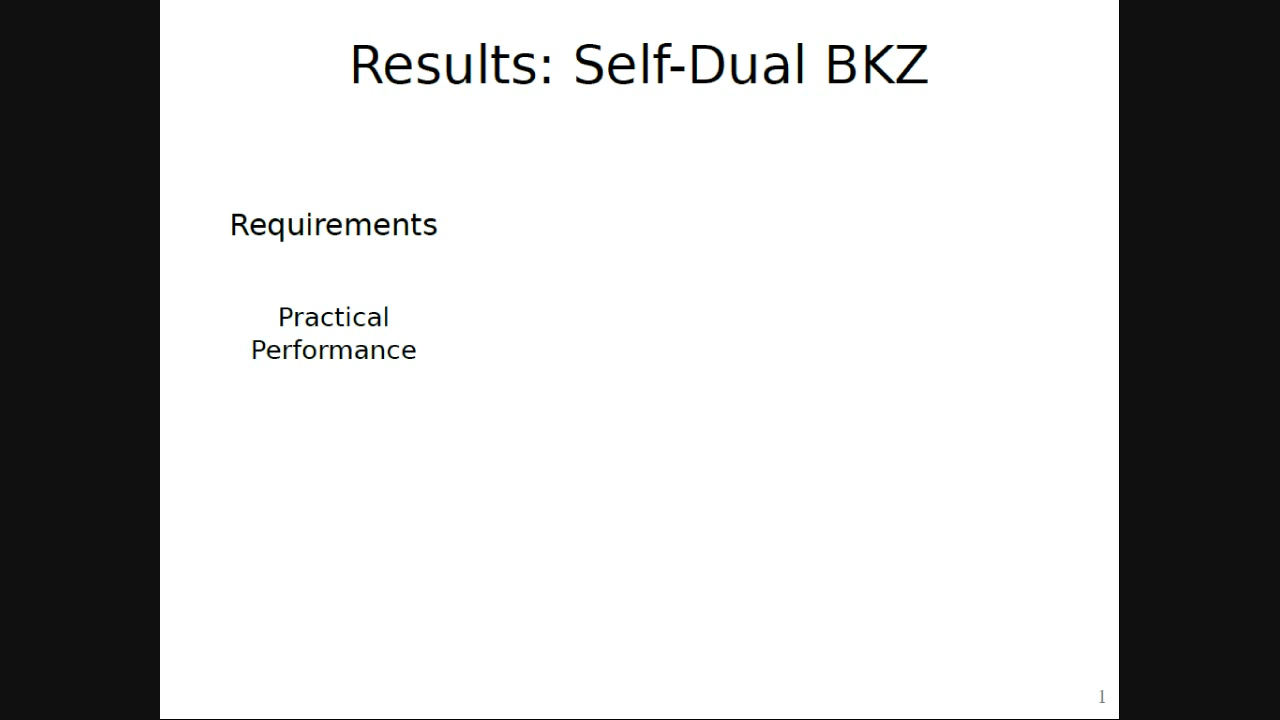 Results: Self-Dual BKZ
Requirements
Practical
Performance
1